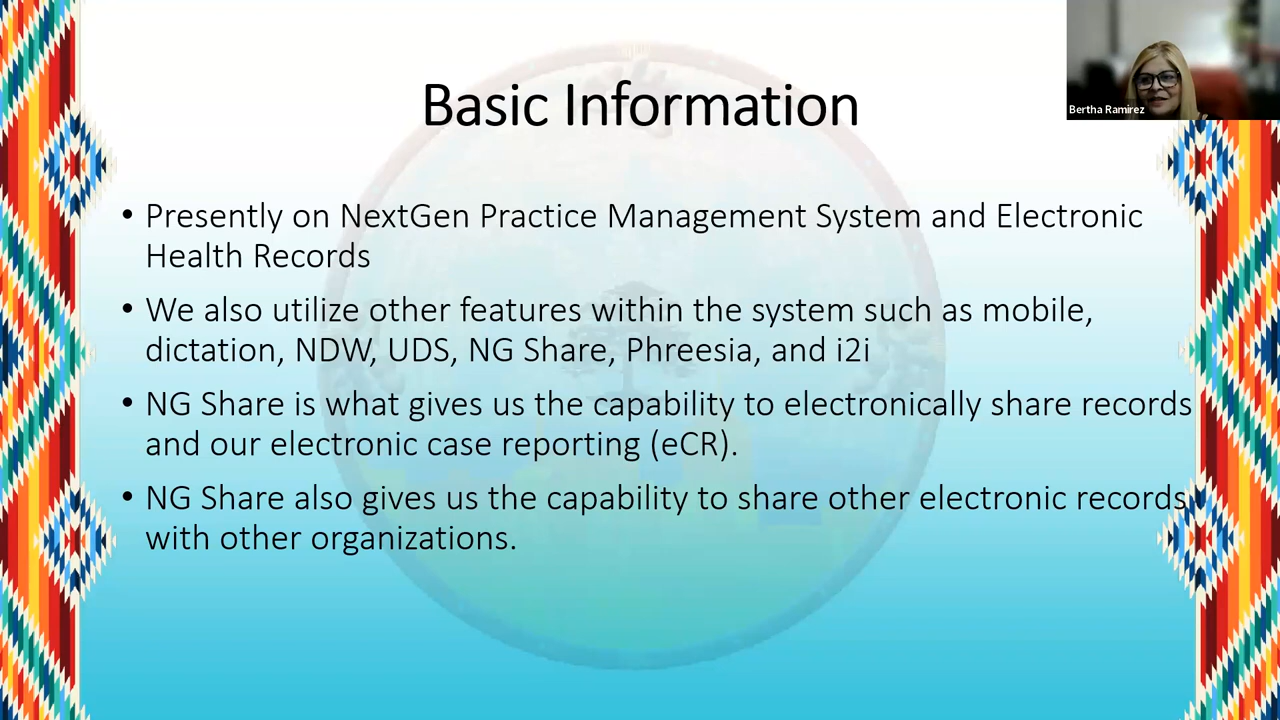 Basic Information
Bertha Ramirez
• Presently on NextGen Practice Management System and Electronic
Health Records
• We also utilize other features within the system such as mobile,
dictation, NDW, UDS, NG Share, Phreesia, and i2i
• NG Share is what gives us the capability to electronically share records
and our electronic case reporting (eCR).
• NG Share also gives us the capability to share other electronic records
with other organizations.